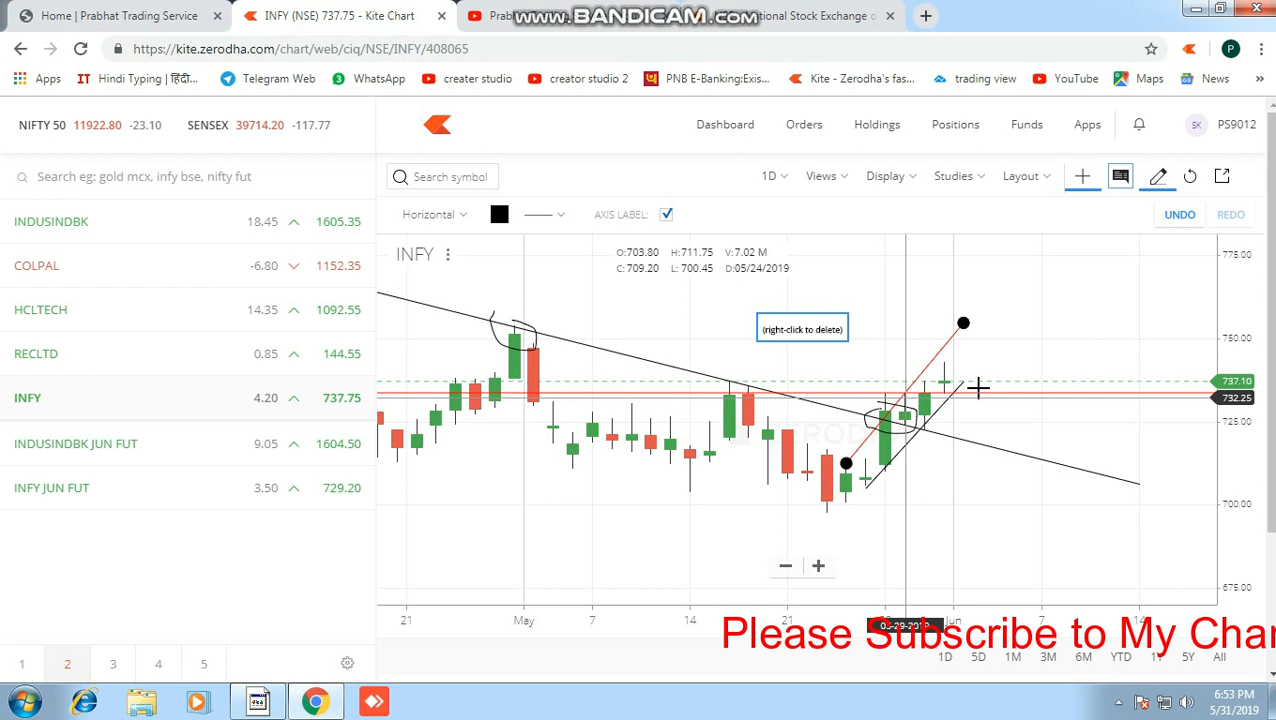 Home | Prabhat Trading Service
INFY (NSE) 737.75 - Kite Chart
www.BANDICAM.com
https://kite.zerodha.com/chart/web/ciq/NSE/INFY/408065
P
Apps
IT Hindi Typing | हिंदी...
Telegram Web
3 WhatsApp
creater studio
creator studio 2
PNB E-Banking:Exis...
Kite - Zerodha's fas...
trading view
YouTube
Maps
News
»
NIFTY 50 11922.80 -23.10 SENSEX 39714.20 -117.77
Dashboard Orders Holdings Positions Funds Apps SK PS9012
Search eg: gold mcx, infy bse, nifty fut
Search symbol
1D Views Display Studies Layout
Horizontal AXIS LABEL: UNDO REDO
INDUSINDBK 18.45 1605.35
COLPAL -6.80 1152.35
HCLTECH 14.35 1092.55
RECLTD 0.85 144.55
INFY 4.20 737.75
INDUSINDBK JUN FUT 9.05 1604.50
INFY JUN FUT 3.50 729.20
INFY
O:703.80 H:711.75 V:7.02 M
C:709.20 L: 700.45 D:05/24/2019
(right-click to delete)
775.00
750.00
737.10
732.25
725.00
700.00
675.00
21 May 7 14 21 Jun 7 14
Please Subscribe to My Chan
1D 5D 1M 3M 6M YTD 1Y 5Y All
1 2 3 4 5
6:53 PM
5/31/2019